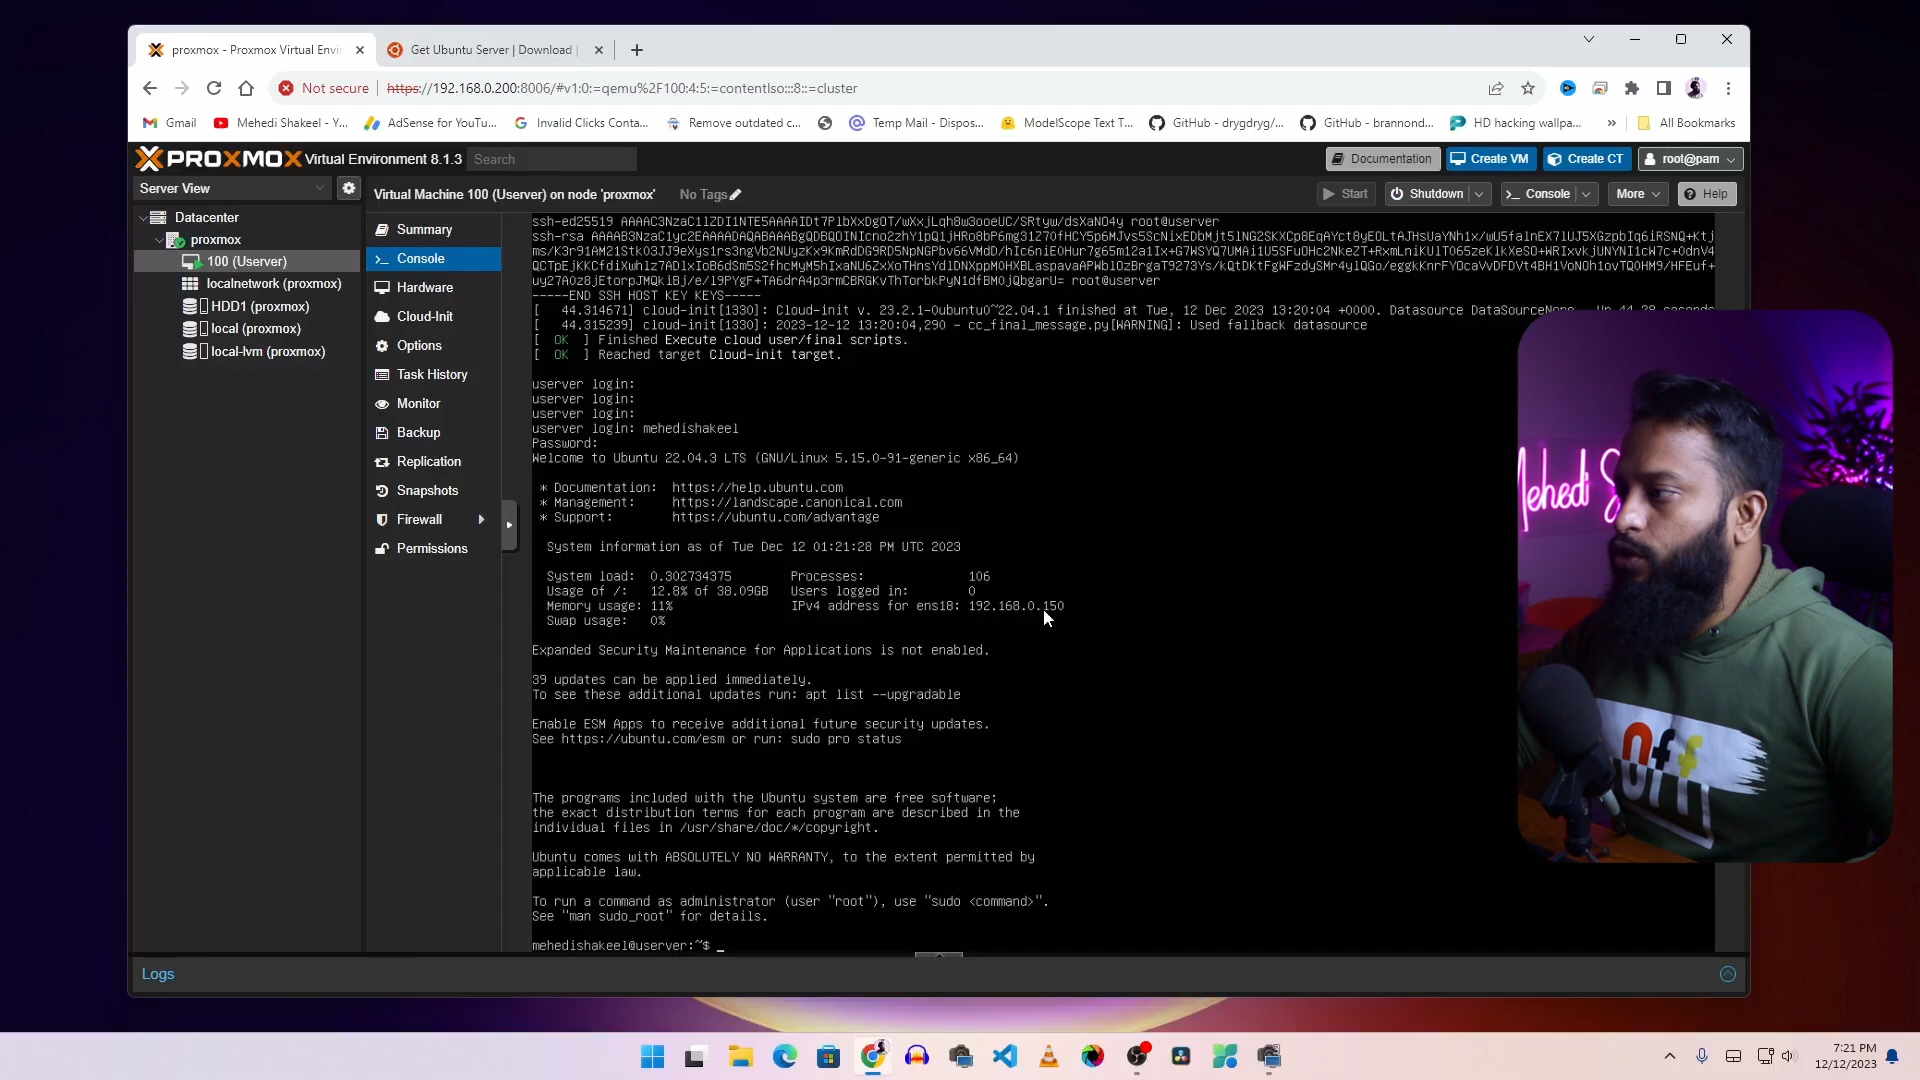 proxmox - Proxmox Virtual Envi
Get Ubuntu Server | Download |
Not secure
https://192.168.0.200:8006/#v1:0:=qemu%2F100:4:5:=contentIso:::8::=cluster
Gmail
Mehedi Shakeel - Y...
AdSense for YouTu...
Invalid Clicks Conta...
Remove outdated c...
Temp Mail - Dispos...
ModelScope Text T...
GitHub - drygdryg/...
GitHub - brannond...
HD hacking wallpa...
»
All Bookmarks
PROXMOX Virtual Environment 8.1.3
Search
Documentation
Create VM
Create CT
root@pam
Server View
Virtual Machine 100 (Userver) on node 'proxmox'
No Tags
Start
Shutdown
Console
More
Help
Datacenter
proxmox
100 (Userver)
localnetwork (proxmox)
HDD1 (proxmox)
local (proxmox)
local-lvm (proxmox)
Summary
Console
Hardware
Cloud-Init
Options
Task History
Monitor
Backup
Replication
Snapshots
Firewall
Permissions
ssh-ed25519 root@userver
ssh-rsa
root@userver
-----END SSH HOST KEY KEYS-----
[   44.314671] cloud-init[1330]: Cloud-init v. 23.2.1-0ubuntu0~22.04.1 finished at Tue, 12 Dec 2023 13:20:04 +0000. Datasource DataSourceNone.  Up 44.28 seconds
[   44.315239] cloud-init[1330]: 2023-12-12 13:20:04,290 - cc_final_message.py[WARNING]: Used fallback datasource
[  OK  ] Finished Execute cloud user/final scripts.
[  OK  ] Reached target Cloud-init target.
userver login:
userver login:
userver login:
userver login: mehedishakeel
Password:
Welcome to Ubuntu 22.04.3 LTS (GNU/Linux 5.15.0-91-generic x86_64)
* Documentation:  https://help.ubuntu.com
* Management:     https://landscape.canonical.com
* Support:        https://ubuntu.com/advantage
System information as of Tue Dec 12 01:21:28 PM UTC 2023
System load:  0.302734375        Processes:              106
Usage of /:   12.8% of 38.09GB   Users logged in:        0
Memory usage: 11%                IPv4 address for ens18: 192.168.0.150
Swap usage:   0%
Expanded Security Maintenance for Applications is not enabled.
39 updates can be applied immediately.
To see these additional updates run: apt list --upgradable
Enable ESM Apps to receive additional future security updates.
See https://ubuntu.com/esm or run: sudo pro status
The programs included with the Ubuntu system are free software;
the exact distribution terms for each program are described in the
individual files in /usr/share/doc/*/copyright.
Ubuntu comes with ABSOLUTELY NO WARRANTY, to the extent permitted by
applicable law.
To run a command as administrator (user "root"), use "sudo <command>".
See "man sudo_root" for details.
mehedishakeel@userver:~$ _
Mehedi S
Off
Logs
7:21 PM
12/12/2023